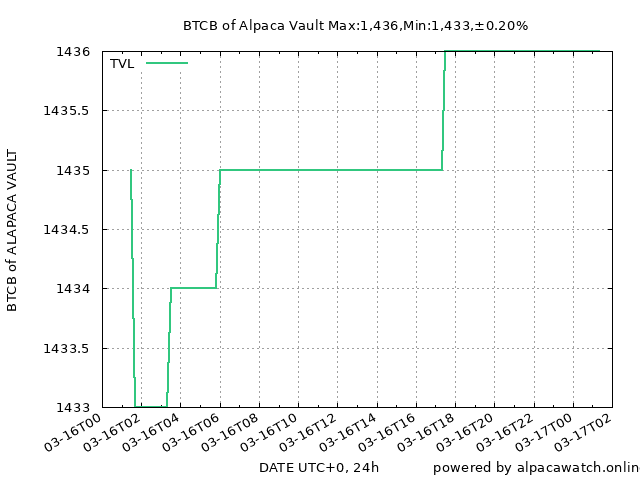 BTCB of Alpaca Vault Max:1,436,Min:1,433,±0.20%
TVL
1436
1435.5
1435
1434.5
1434
1433.5
1433
BTCB of ALAPACA VAULT
03-16T00
03-16T02
03-16T04
03-16T06
03-16T08
03-16T10
03-16T12
03-16T14
03-16T16
03-16T18
03-16T20
03-16T22
03-17T00
03-17T02
DATE UTC+0, 24h
powered by alpacawatch.onlin